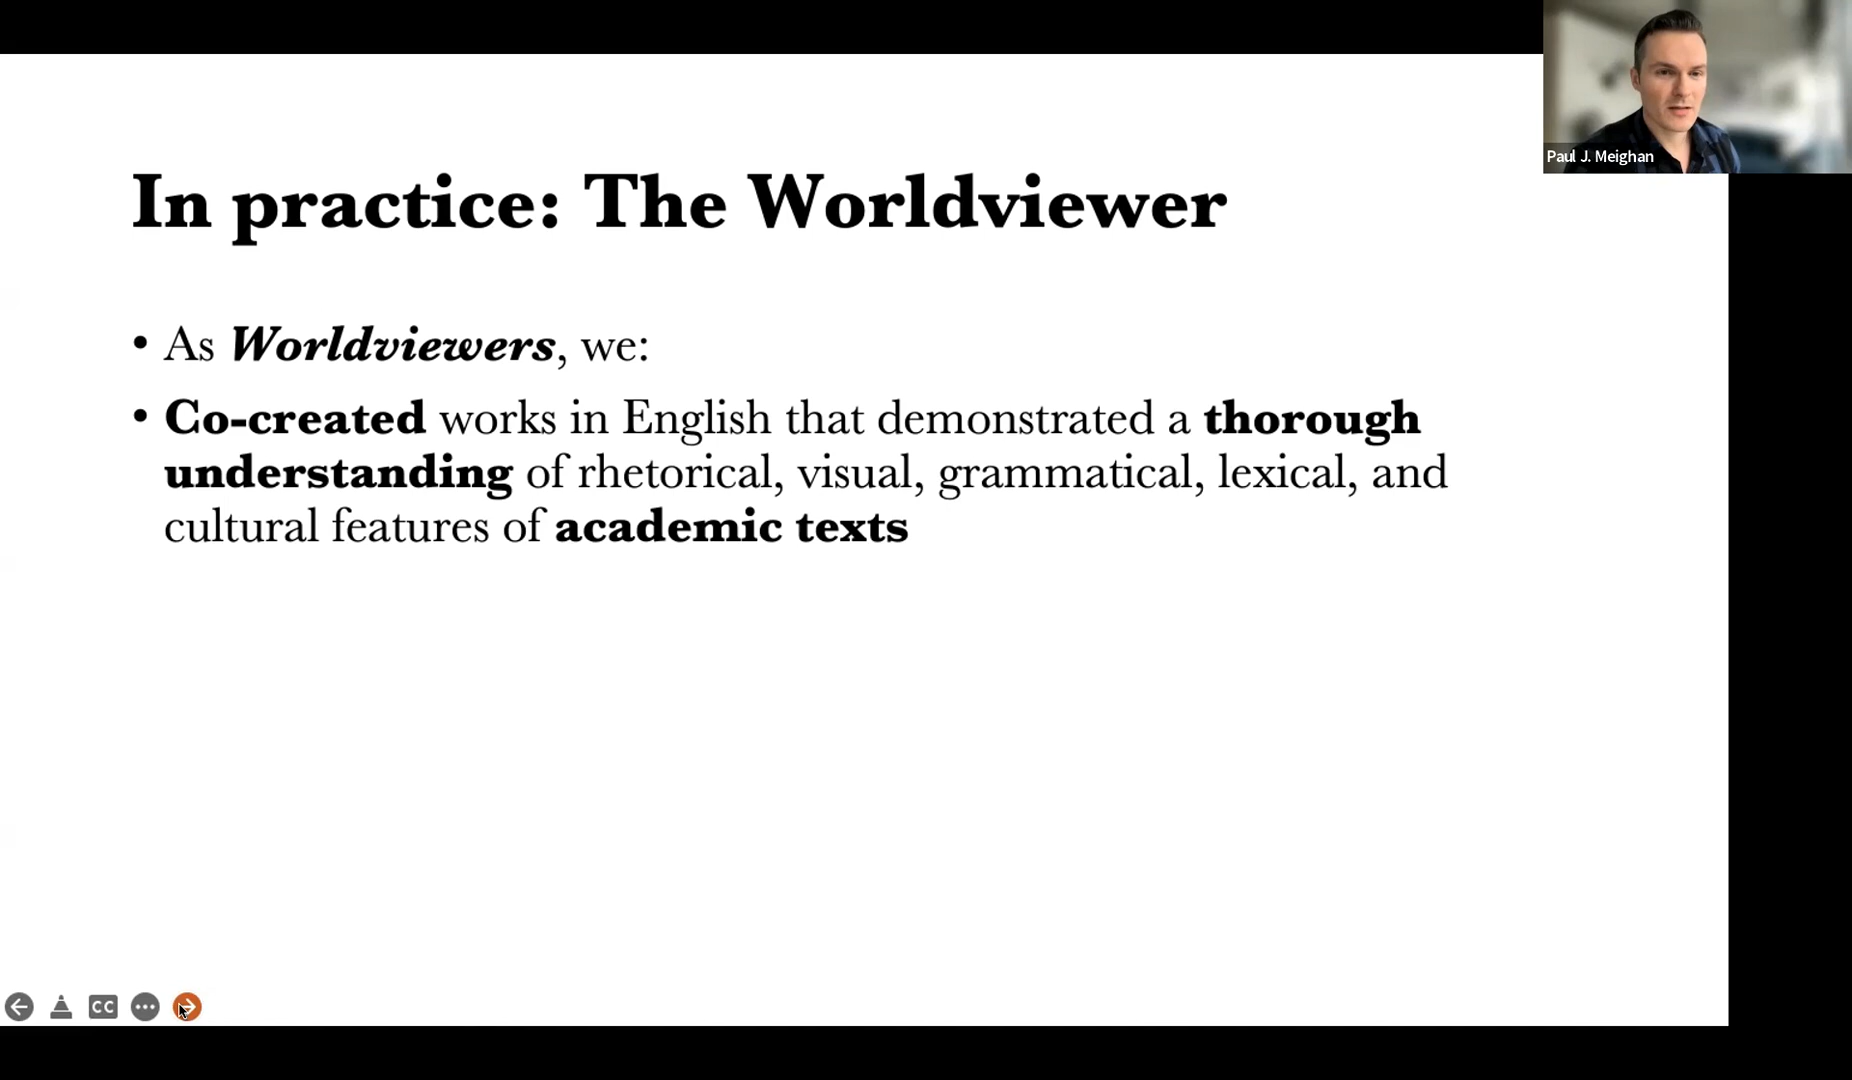 Paul J. Meighan
In practice: The Worldviewer
• As Worldviewers, we:
• Co-created works in English that demonstrated a thorough
understanding of rhetorical, visual, grammatical, lexical, and
cultural features of academic texts
CC